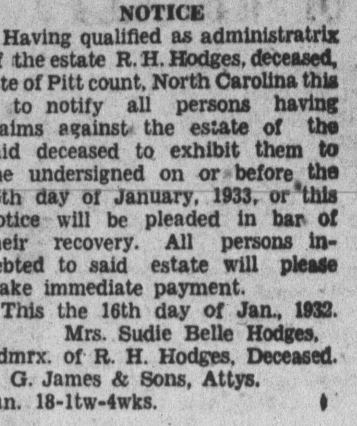 NOTICE
Having qualified as administratrix
f the estate R. H. Hodges, deceased,
te of Pitt count, North Carolina this
to notify all persons having
aims against the estate of the
id deceased to exhibit them to
e undersigned on or before the
th day of January, 1933, or this
otice will be pleaded in bar of
eir recovery. All persons in-
ebted to said estate will please
ake immediate payment.
This the 16th day of Jan., 1932.
Mrs. Sudie Belle Hodges,
dmrx. of R. H. Hodges, Deceased.
G. James & Sons, Attys.
n. 18-1tw-4wks.